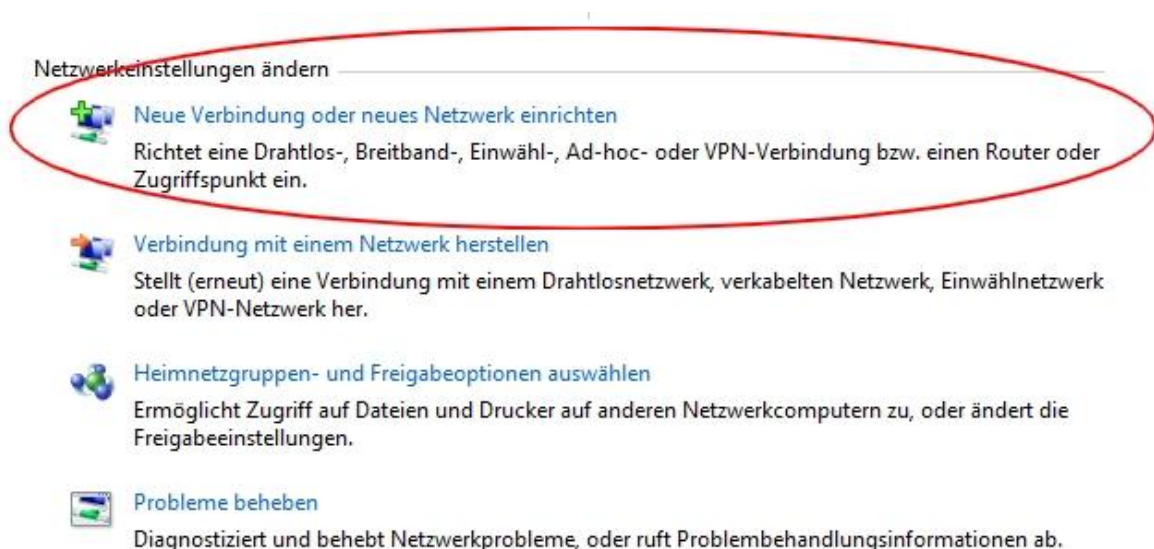 Netzwerkeinstellungen ändern
Neue Verbindung oder neues Netzwerk einrichten
Richtet eine Drahtlos-, Breitband-, Einwähl-, Ad-hoc- oder VPN-Verbindung bzw. einen Router oder
Zugriffspunkt ein.
Verbindung mit einem Netzwerk herstellen
Stellt (erneut) eine Verbindung mit einem Drahtlosnetzwerk, verkabelten Netzwerk, Einwählnetzwerk
oder VPN-Netzwerk her.
Heimnetzgruppen- und Freigabeoptionen auswählen
Ermöglicht Zugriff auf Dateien und Drucker auf anderen Netzwerkcomputern zu, oder ändert die
Freigabeeinstellungen.
Probleme beheben
Diagnostiziert und behebt Netzwerkprobleme, oder ruft Problembehandlungsinformationen ab.